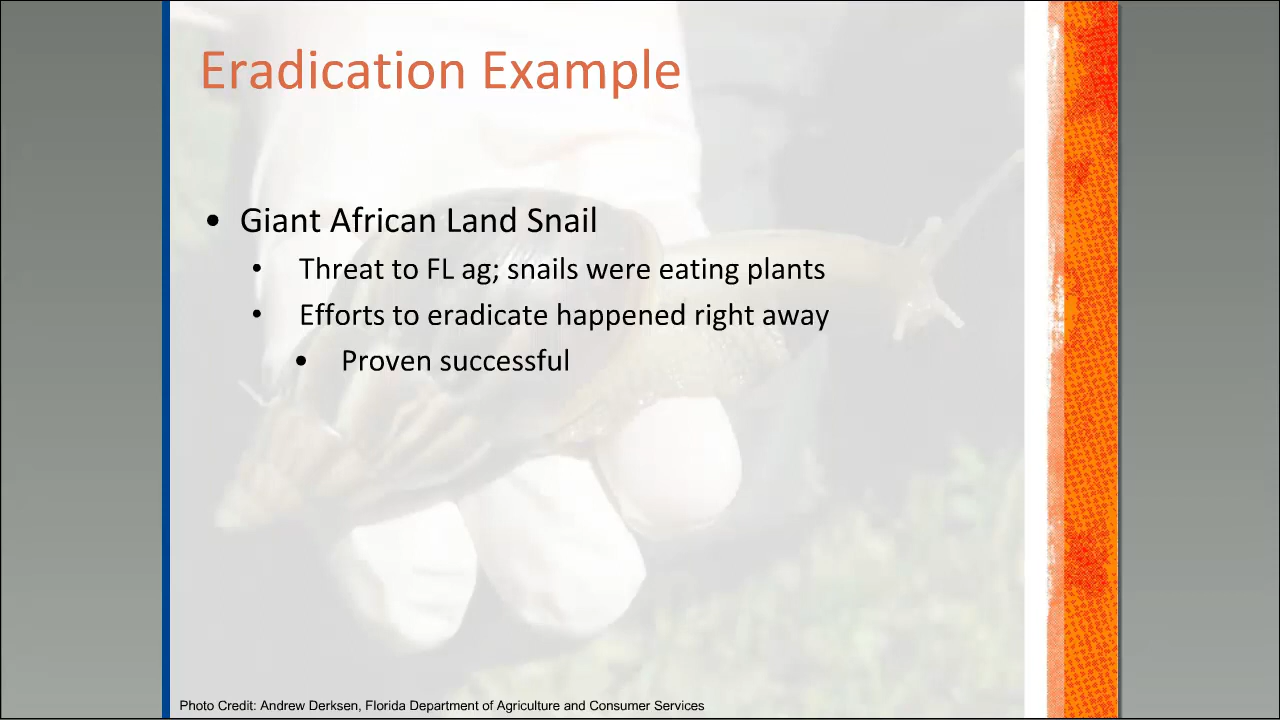 Eradication Example
• Giant African Land Snail
• Threat to FL ag; snails were eating plants
• Efforts to eradicate happened right away
• Proven successful
Photo Credit: Andrew Derksen, Florida Department of Agriculture and Consumer Services